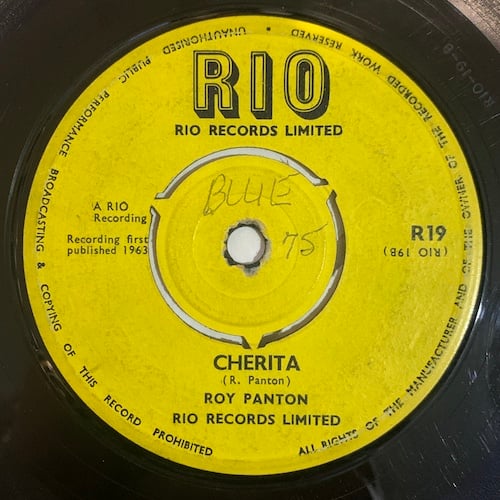 RIO
RIO RECORDS LIMITED
BLUE
75
A RIO
Recording
Recording first
published 1963
R19
(RIO 19B)
CHERITA
(R. Panton)
ROY PANTON
RIO RECORDS LIMITED
ALL RIGHTS OF THE MANUFACTURER AND OF THE OWNER OF THE RECORDED WORK RESERVED
UNAUTHORISED PUBLIC PERFORMANCE BROADCASTING & COPYING OF THIS RECORD PROHIBITED
RIO-19-B